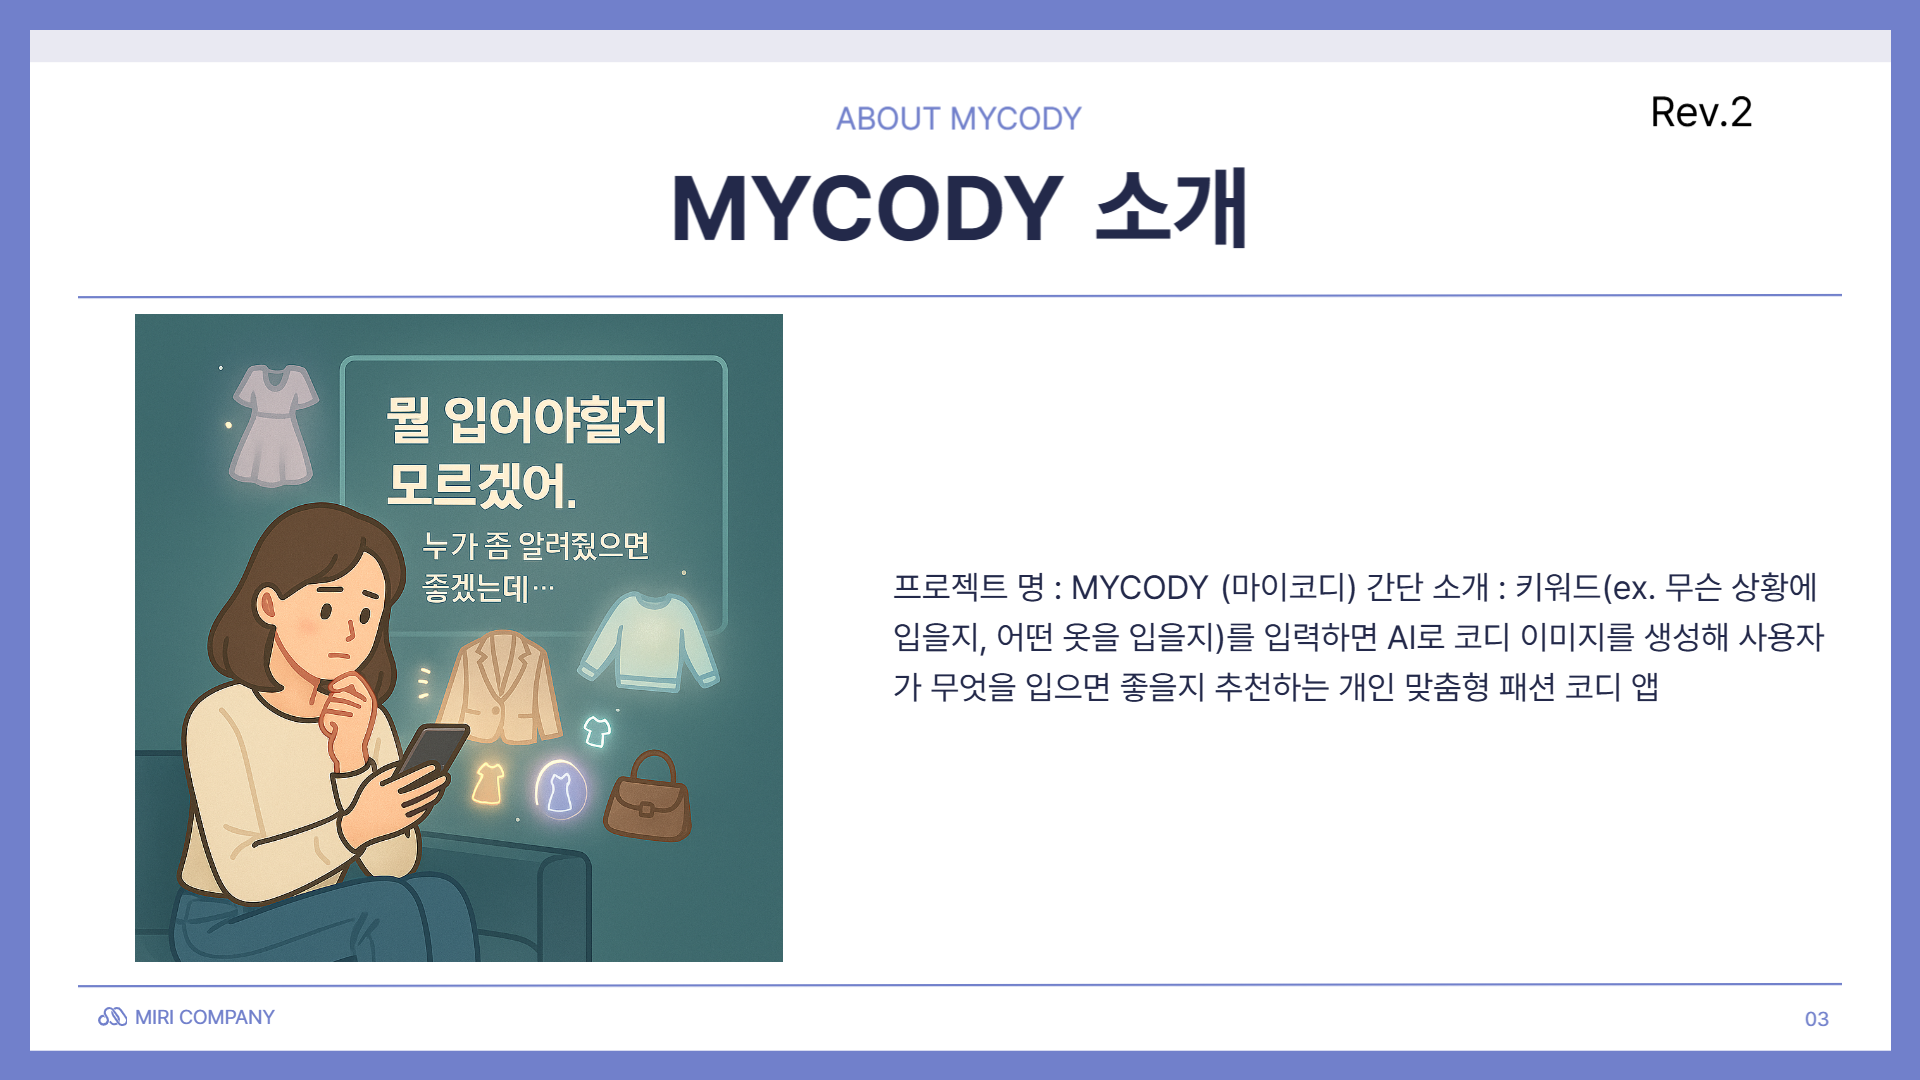 ABOUT MYCODY
Rev.2
MYCODY 소개
뭘 입어야할지
모르겠어.
누가 좀 알려줬으면
좋겠는데…
프로젝트 명 : MYCODY (마이코디) 간단 소개 : 키워드(ex. 무슨 상황에
입을지, 어떤 옷을 입을지)를 입력하면 AI로 코디 이미지를 생성해 사용자
가 무엇을 입으면 좋을지 추천하는 개인 맞춤형 패션 코디 앱
MIRI COMPANY
03